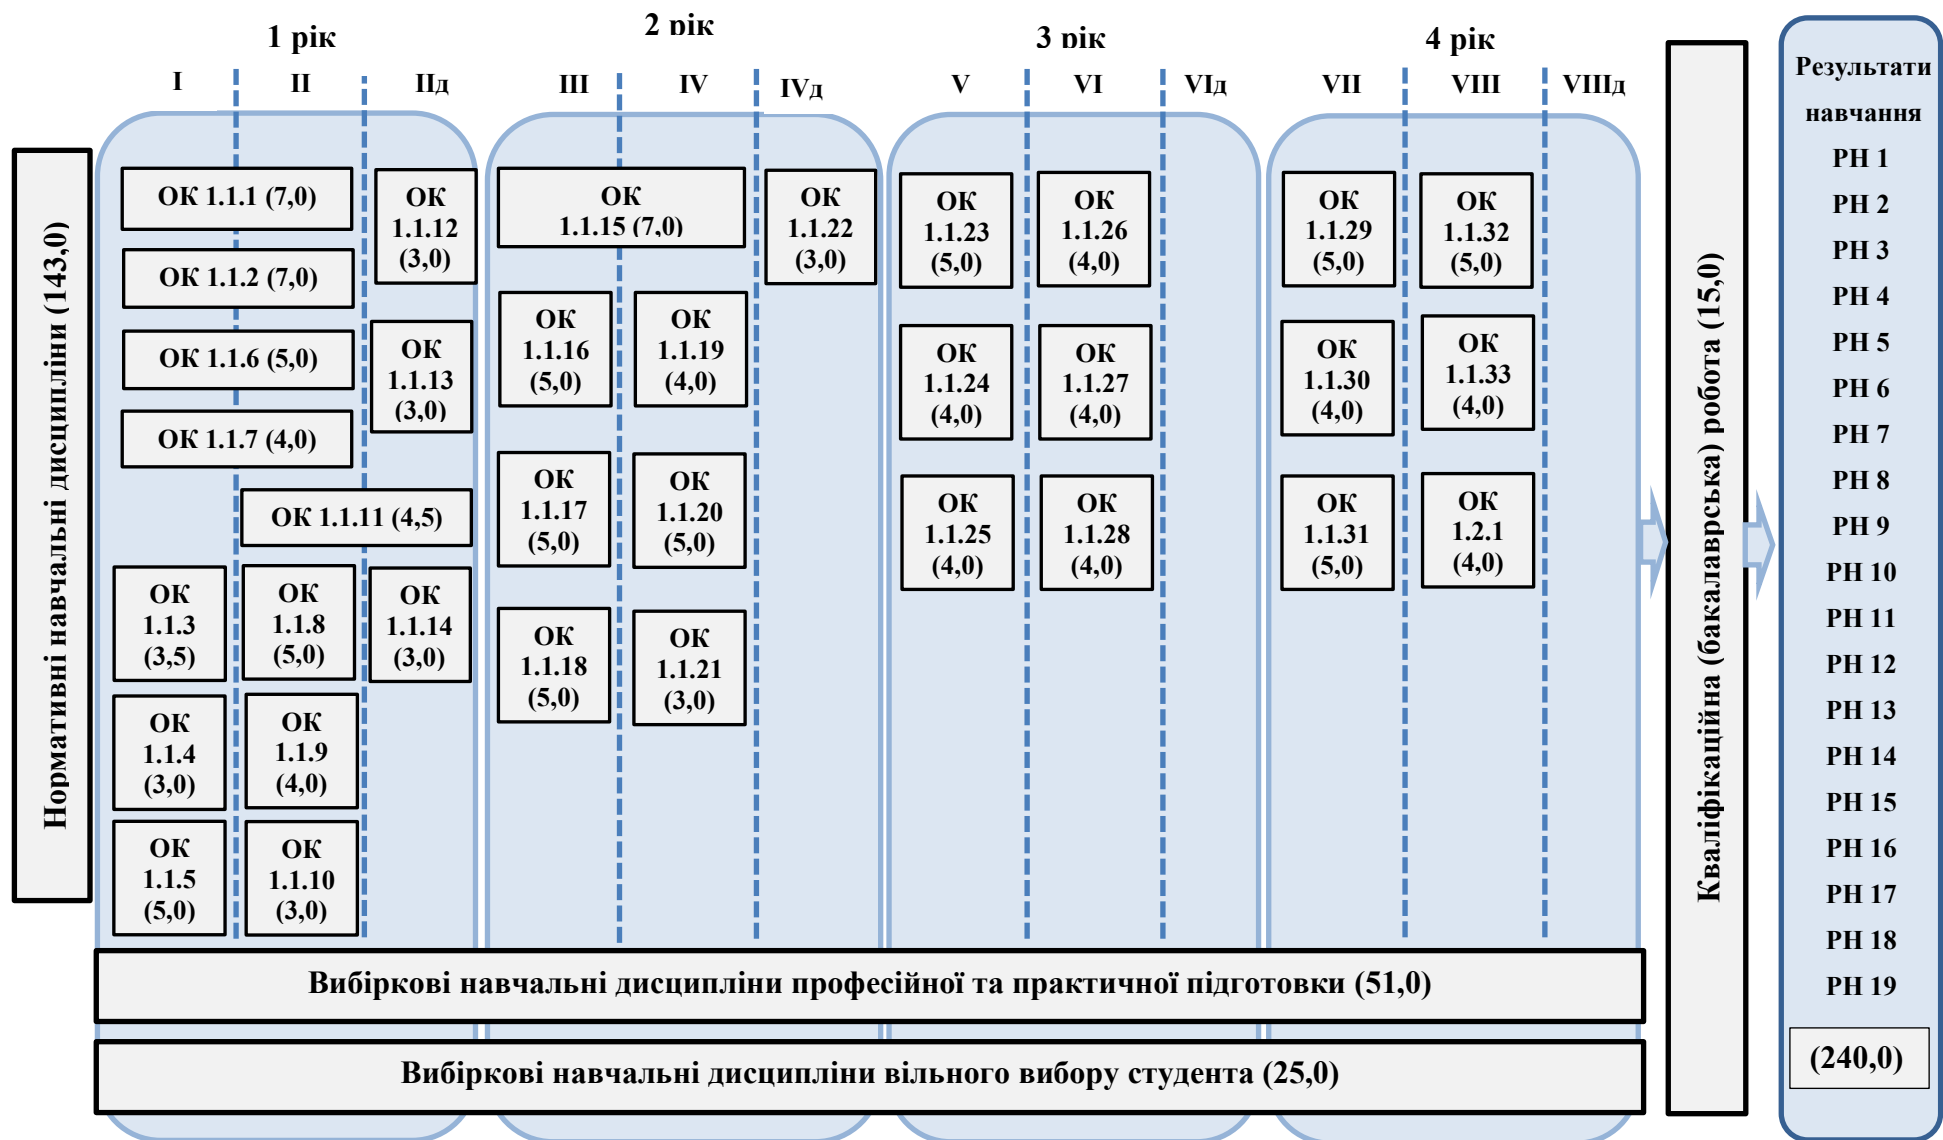 1 рік
2 рік
3 рік
4 рік
I
II
IIд
III
IV
IVд
V
VI
VIд
VII
VIII
VIIIд
Нормативні навчальні дисципліни (143,0)
ОК 1.1.1 (7,0)
ОК 1.1.2 (7,0)
ОК 1.1.6 (5,0)
ОК 1.1.7 (4,0)
ОК 1.1.11 (4,5)
ОК
1.1.3
(3,5)
ОК
1.1.4
(3,0)
ОК
1.1.5
(5,0)
ОК
1.1.8
(5,0)
ОК
1.1.9
(4,0)
ОК
1.1.10
(3,0)
ОК
1.1.12
(3,0)
ОК
1.1.13
(3,0)
ОК
1.1.14
(3,0)
ОК
1.1.15 (7,0)
ОК
1.1.16
(5,0)
ОК
1.1.17
(5,0)
ОК
1.1.18
(5,0)
ОК
1.1.19
(4,0)
ОК
1.1.20
(5,0)
ОК
1.1.21
(3,0)
ОК
1.1.22
(3,0)
ОК
1.1.23
(5,0)
ОК
1.1.24
(4,0)
ОК
1.1.25
(4,0)
ОК
1.1.26
(4,0)
ОК
1.1.27
(4,0)
ОК
1.1.28
(4,0)
ОК
1.1.29
(5,0)
ОК
1.1.30
(4,0)
ОК
1.1.31
(5,0)
ОК
1.1.32
(5,0)
ОК
1.1.33
(4,0)
ОК
1.2.1
(4,0)
Вибіркові навчальні дисципліни професійної та практичної підготовки (51,0)
Вибіркові навчальні дисципліни вільного вибору студента (25,0)
Кваліфікаційна (бакалаврська) робота (15,0)
Результати
навчання
РН 1
РН 2
РН 3
РН 4
РН 5
РН 6
РН 7
РН 8
РН 9
РН 10
РН 11
РН 12
РН 13
РН 14
РН 15
РН 16
РН 17
РН 18
РН 19
(240,0)